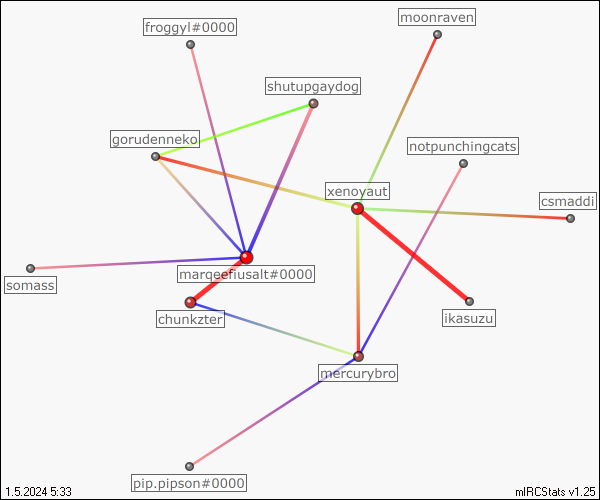 moonraven
froggyl#0000
shutupgaydog
gorudenneko
notpunchingcats
xenoyaut
csmaddi
marqeefiusalt#0000
somass
chunkzter
ikasuzu
mercurybro
pip.pipson#0000
1.5.2024 5:33
mIRCStats v1.25